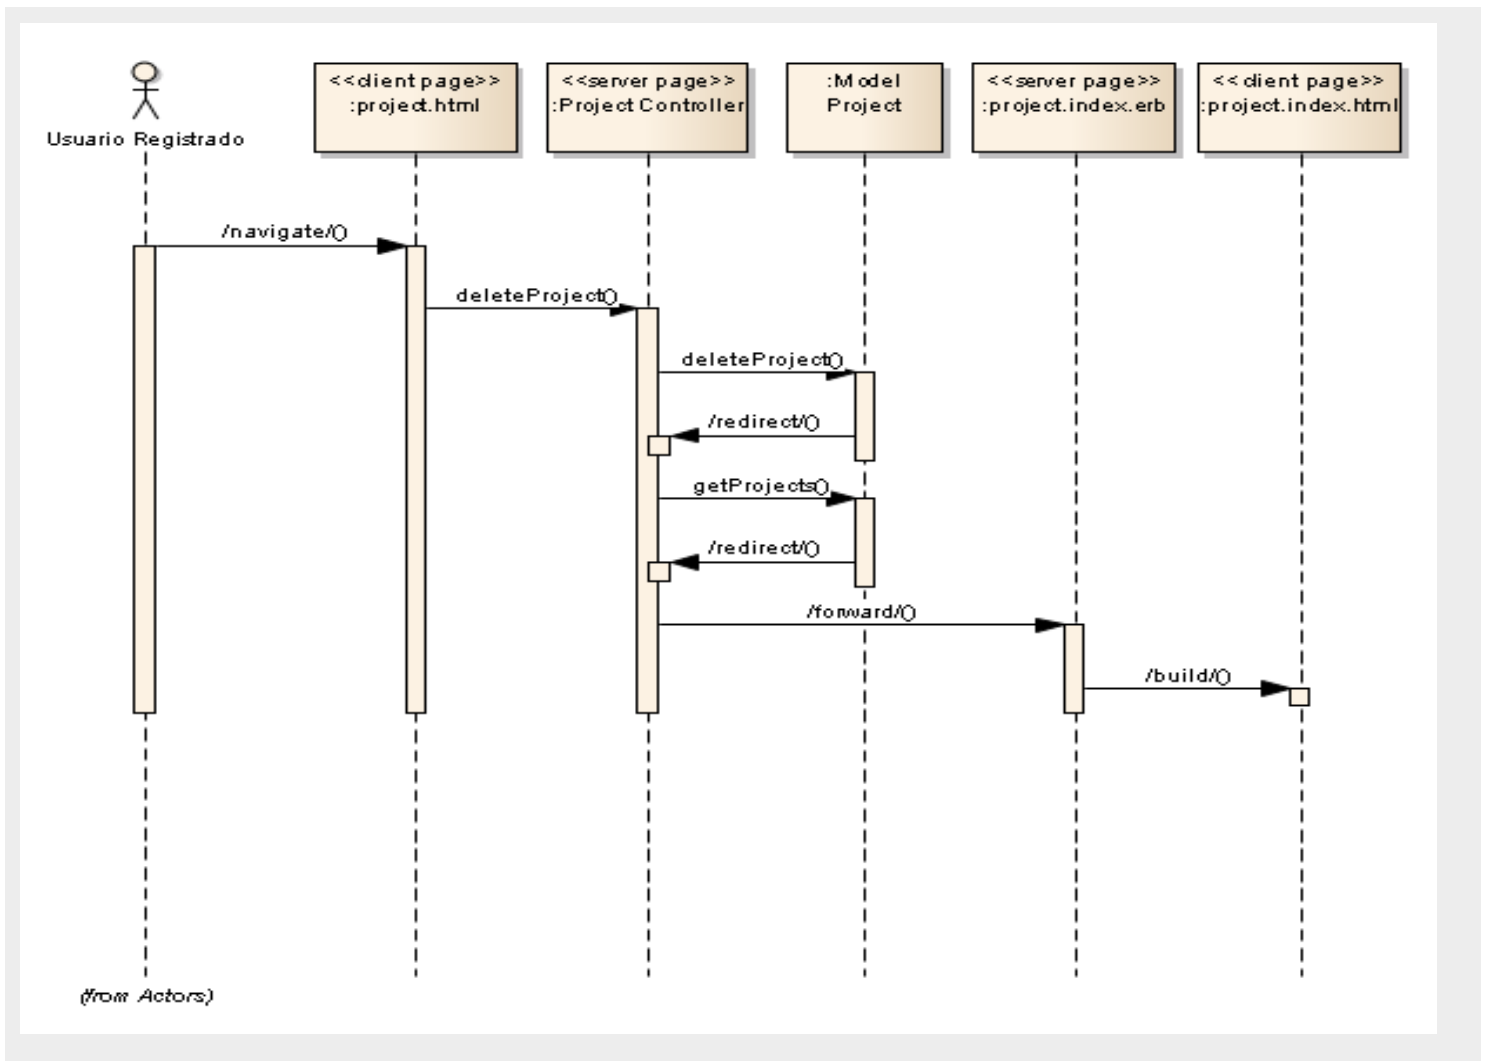 Usuario Registrado
<<client page>>
:project.html
<<server page>>
:Project Controller
:Model
Project
<<server page>>
:project.index.erb
<<client page>>
:project.index.html
/navigate/()
deleteProject()
deleteProject()
/redirect/()
getProjects()
/redirect/()
/forward/()
/build/()
(from Actors)